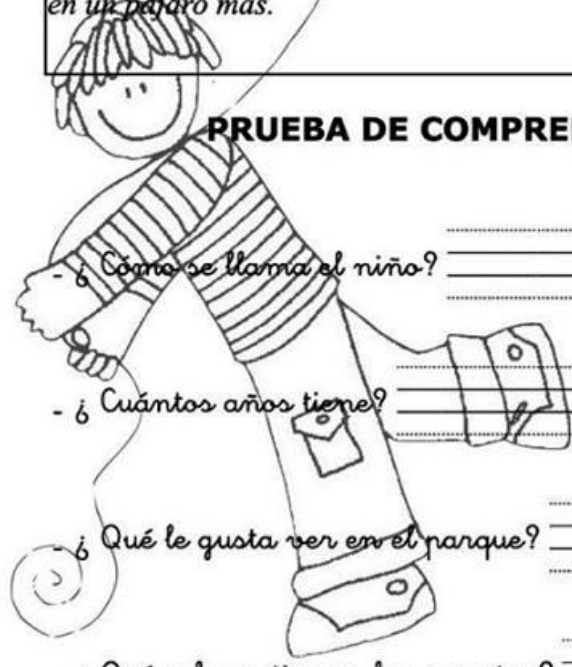 en un pájaro más.
PRUEBA DE COMPRE
- ¿ Cómo se llama el niño?
- ¿ Cuántos años tiene?
- ¿ Qué le gusta ver en el parque?